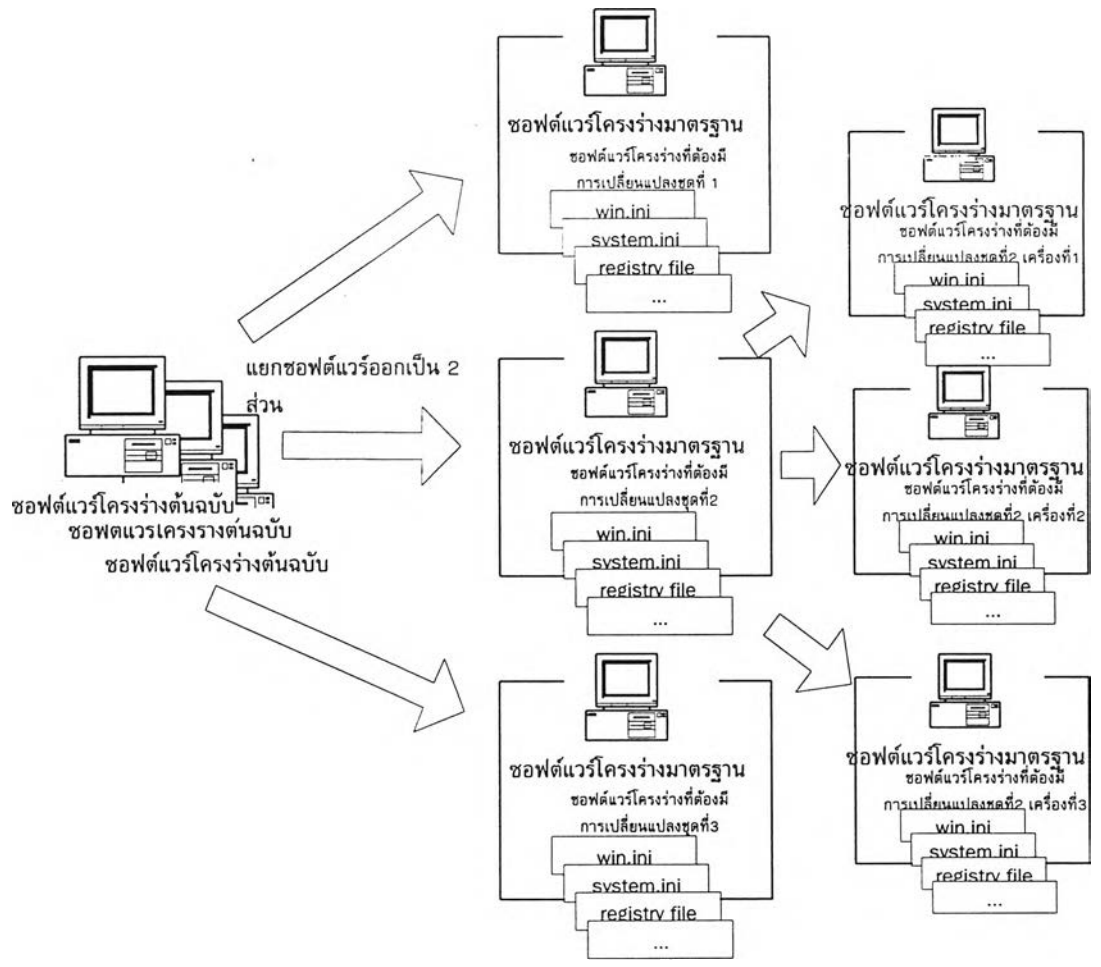 ซอฟต์แวร์โครงร่างต้นฉบับ
ซอฟตแวรโครงรางตนฉบับ
ซอฟต์แวร์โครงร่างต้นฉบับ
แยกซอฟต์แวร์ออกเป็น 2
ส่วน
ซอฟต์แวร์โครงร่างมาตรฐาน
ซอฟต์แวร์โครงร่างที่ต้องมี
การเปลี่ยนแปลงชุดที่ 1
win.ini
system.ini
registry file
...
ซอฟต์แวร์โครงร่างมาตรฐาน
ซอฟต์แวร์โครงร่างที่ต้องมี
การเปลี่ยนแปลงชุดที่2
win.ini
system.ini
registry file
...
ซอฟต์แวร์โครงร่างมาตรฐาน
ซอฟต์แวร์โครงร่างที่ต้องมี
การเปลี่ยนแปลงชุดที่3
win.ini
system.ini
registry file
...
ซอฟต์แวร์โครงร่างมาตรฐาน
ซอฟต์แวร์โครงร่างที่ต้องมี
การเปลี่ยนแปลงชุดที่2 เครื่องที่1
win.ini
system.ini
registry file
...
ซอฟต์แวร์โครงร่างมาตรฐาน
ซอฟต์แวร์โครงร่างที่ต้องมี
การเปลี่ยนแปลงชุดที่2 เครื่องที่2
win.ini
system.ini
registry file
...
ซอฟต์แวร์โครงร่างมาตรฐาน
ซอฟต์แวร์โครงร่างที่ต้องมี
การเปลี่ยนแปลงชุดที่2 เครื่องที่3
win.ini
system.ini
registry file
...